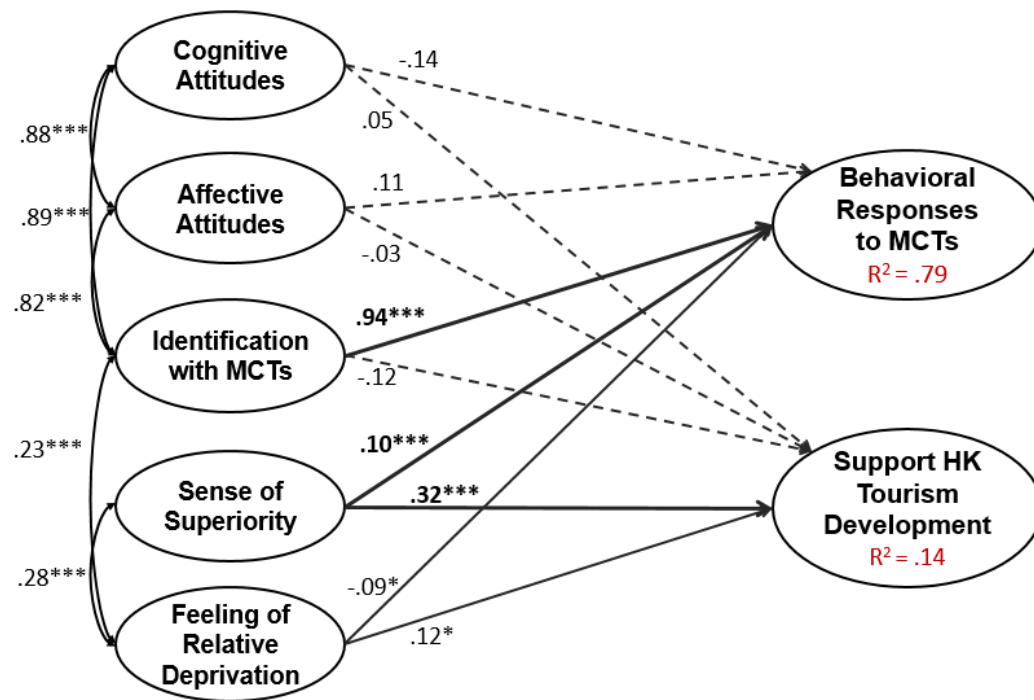 Cognitive
Attitudes
-.14
.05
.88***
Affective
Attitudes
.11
-.03
.89***
Behavioral
Responses
to MCTs
R² = .79
.82***
Identification
with MCTs
.94***
-.12
.23***
Sense of
Superiority
.10***
.32***
Support HK
Tourism
Development
R² = .14
.28***
Feeling of
Relative
Deprivation
-.09*
.12*